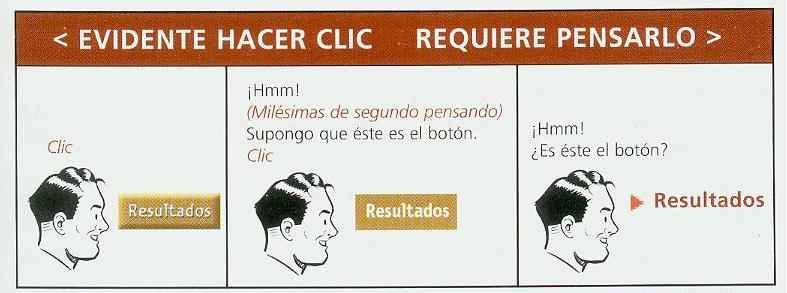 < EVIDENTE HACER CLIC REQUIERE PENSARLO >
Clic
Resultados
¡Hmm!
(Milésimas de segundo pensando)
Supongo que éste es el botón.
Clic
Resultados
¡Hmm!
¿Es éste el botón?
Resultados